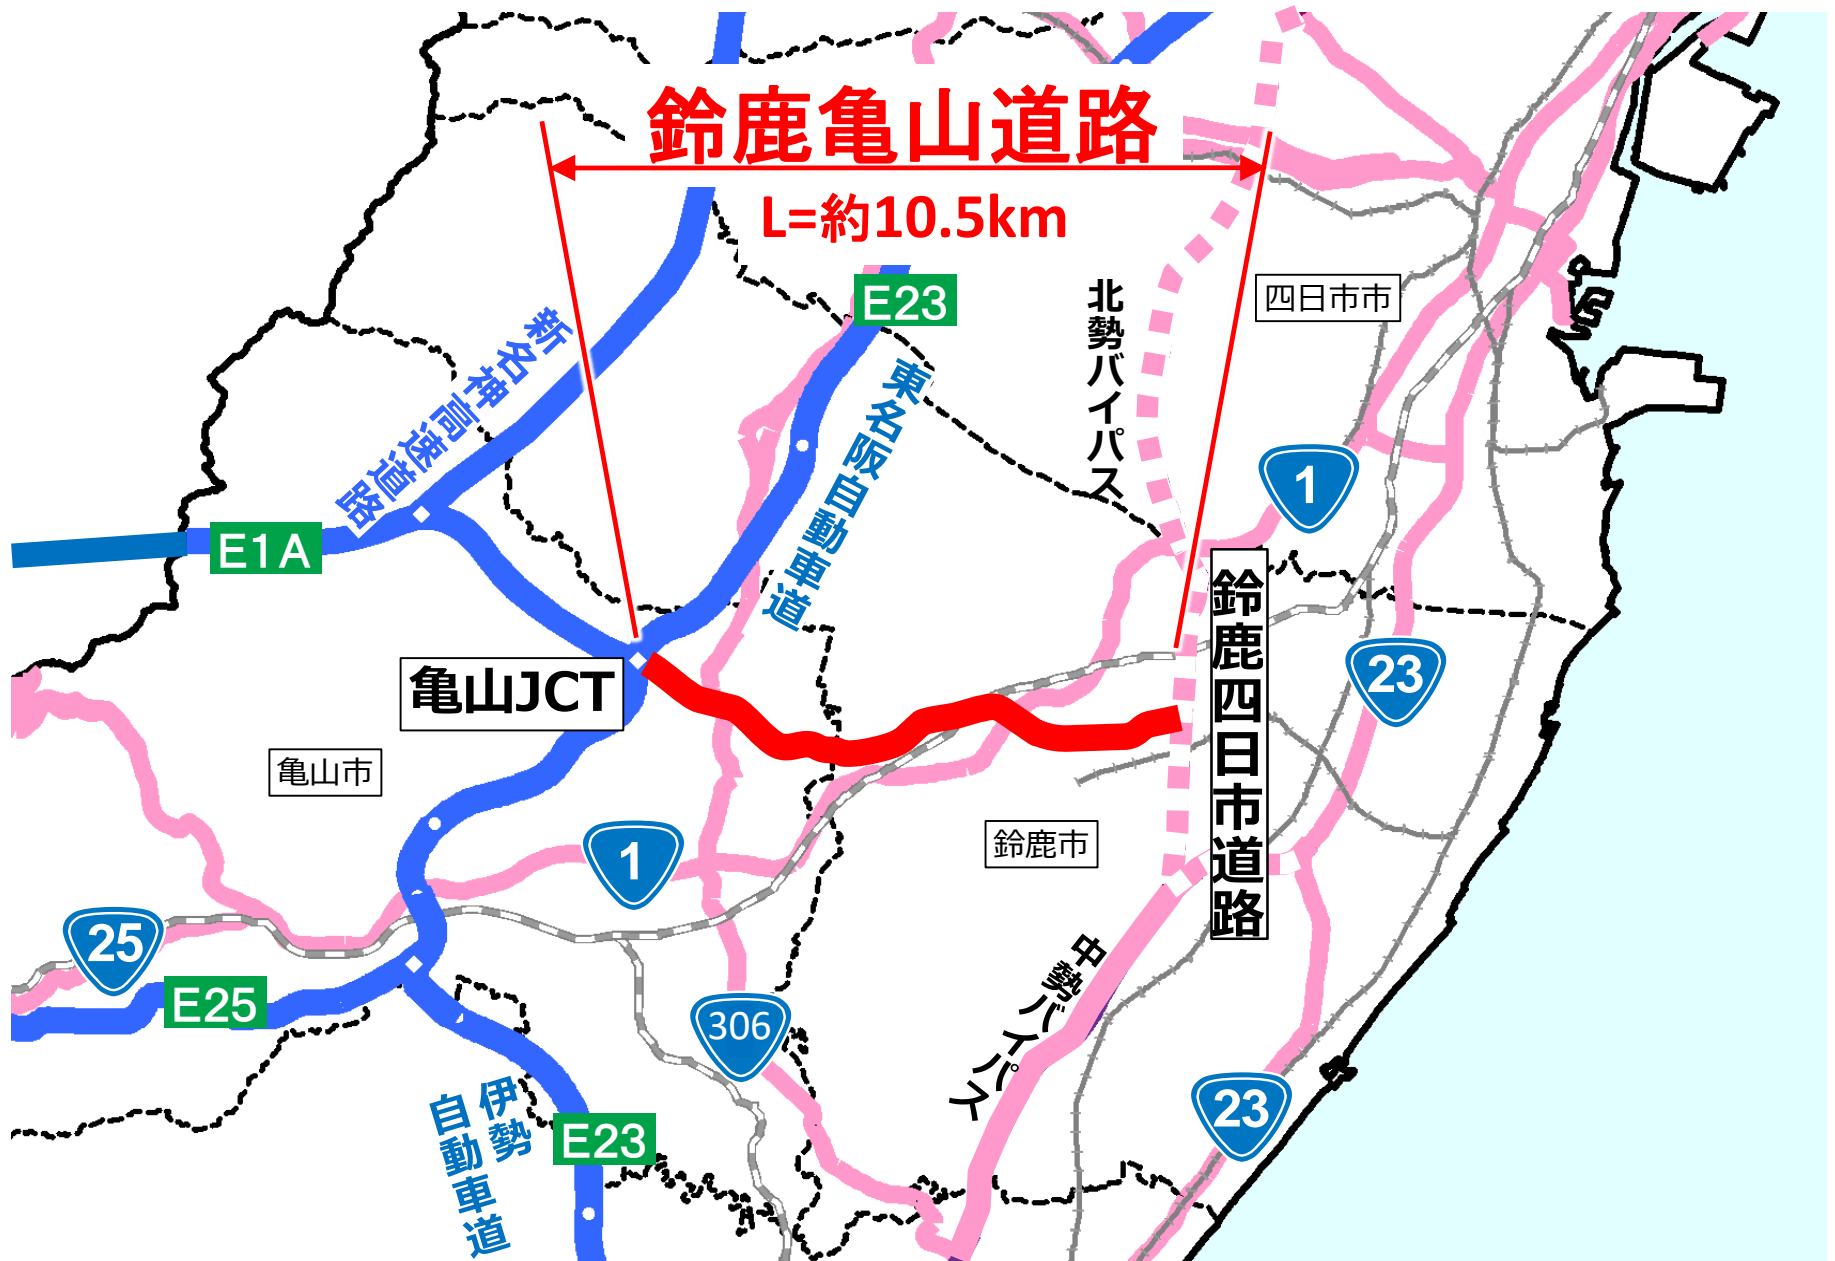 鈴鹿亀山道路
L=約10.5km
E23
四日市市
北勢バイパス
新名神高速道路
東名阪自動車道
1
E1A
鈴鹿四日市道路
23
亀山JCT
亀山市
鈴鹿市
1
25
E25
306
中勢バイパス
23
伊勢
自動車道
E23